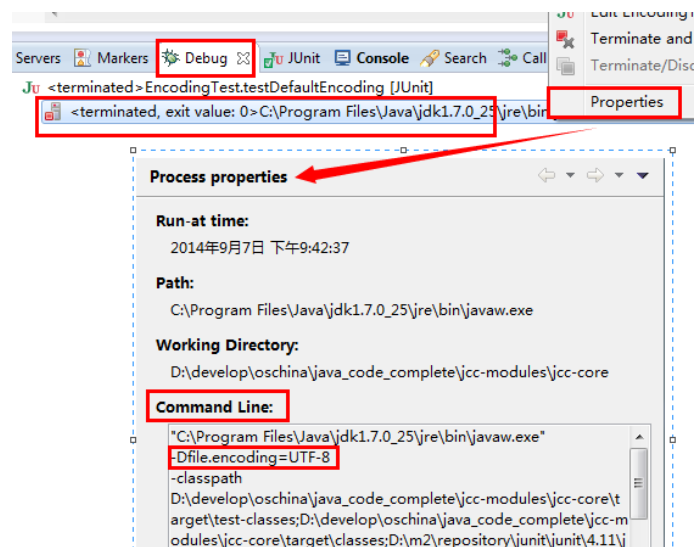 Edit Encoding
Servers Markers Debug JUnit Console Search Call
Terminate and
Terminate/Disc
Properties
Ju <terminated>EncodingTest.testDefaultEncoding [JUnit]
<terminated, exit value: 0>C:\Program Files\Java\jdk1.7.0_25\jre\bin
Process properties
Run-at time:
2014年9月7日 下午9:42:37
Path:
C:\Program Files\Java\jdk1.7.0_25\jre\bin\javaw.exe
Working Directory:
D:\develop\oschina\java_code_complete\jcc-modules\jcc-core
Command Line:
"C:\Program Files\Java\jdk1.7.0_25\jre\bin\javaw.exe"
-Dfile.encoding=UTF-8
-classpath
D:\develop\oschina\java_code_complete\jcc-modules\jcc-core\t
arget\test-classes;D:\develop\oschina\java_code_complete\jcc-m
odules\jcc-core\target\classes;D:\m2\repository\junit\junit\4.11\j